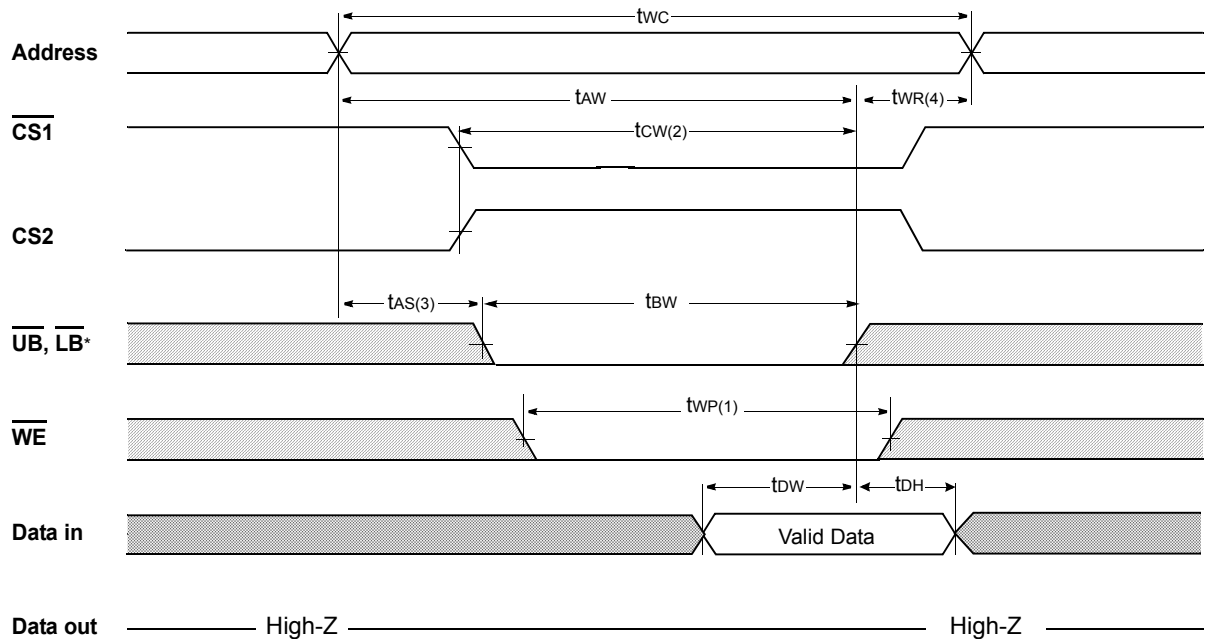 tWC
Address
tAW
tWR(4)
CS1
tCW(2)
CS2
tAS(3)
tBW
UB, LB*
tWP(1)
WE
tDW
tDH
Data in
Valid Data
Data out
High-Z
High-Z